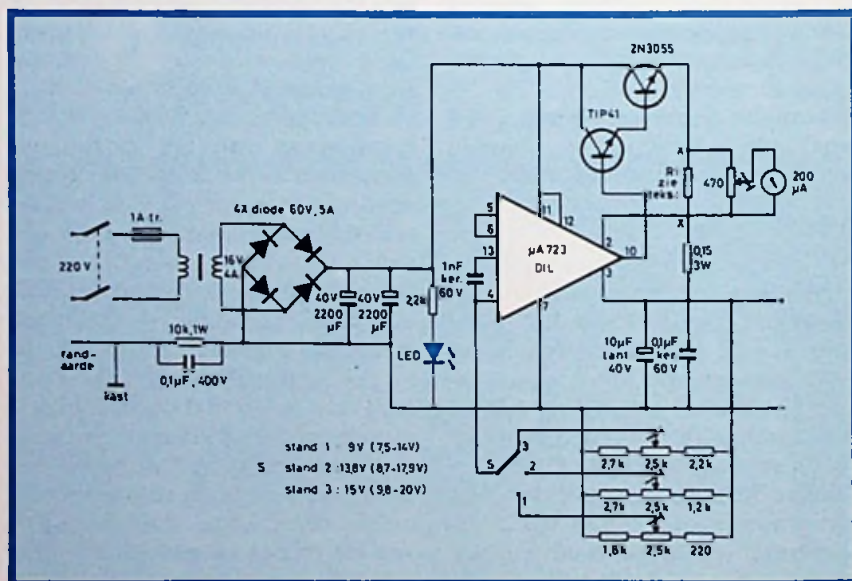 2N3055
TIP41
A
R1
zie
tekst
470
200
µA
4X diode 60V, 5A
1A tr.
220 V
16V
4A
5
6
13
4
11
12
µA 723
DIL
2
3
10
7
X
0,15
3W
1nF
ker.
60V
40V
2200
µF
40V
2200
µF
2,2k
LED
10k, 1W
0,1µF, 400V
rand-
aarde
kast
10µF
tant
40V
0,1µF
ker.
60V
stand 1 : 9V (7,5-14V)
S stand 2 : 13,8V (8,7-17,9V)
stand 3 : 15V (9,8-20V)
S
3
2
1
2,7k 2,5k 2,2k
2,7k 2,5k 1,2k
1,8k 2,5k 220